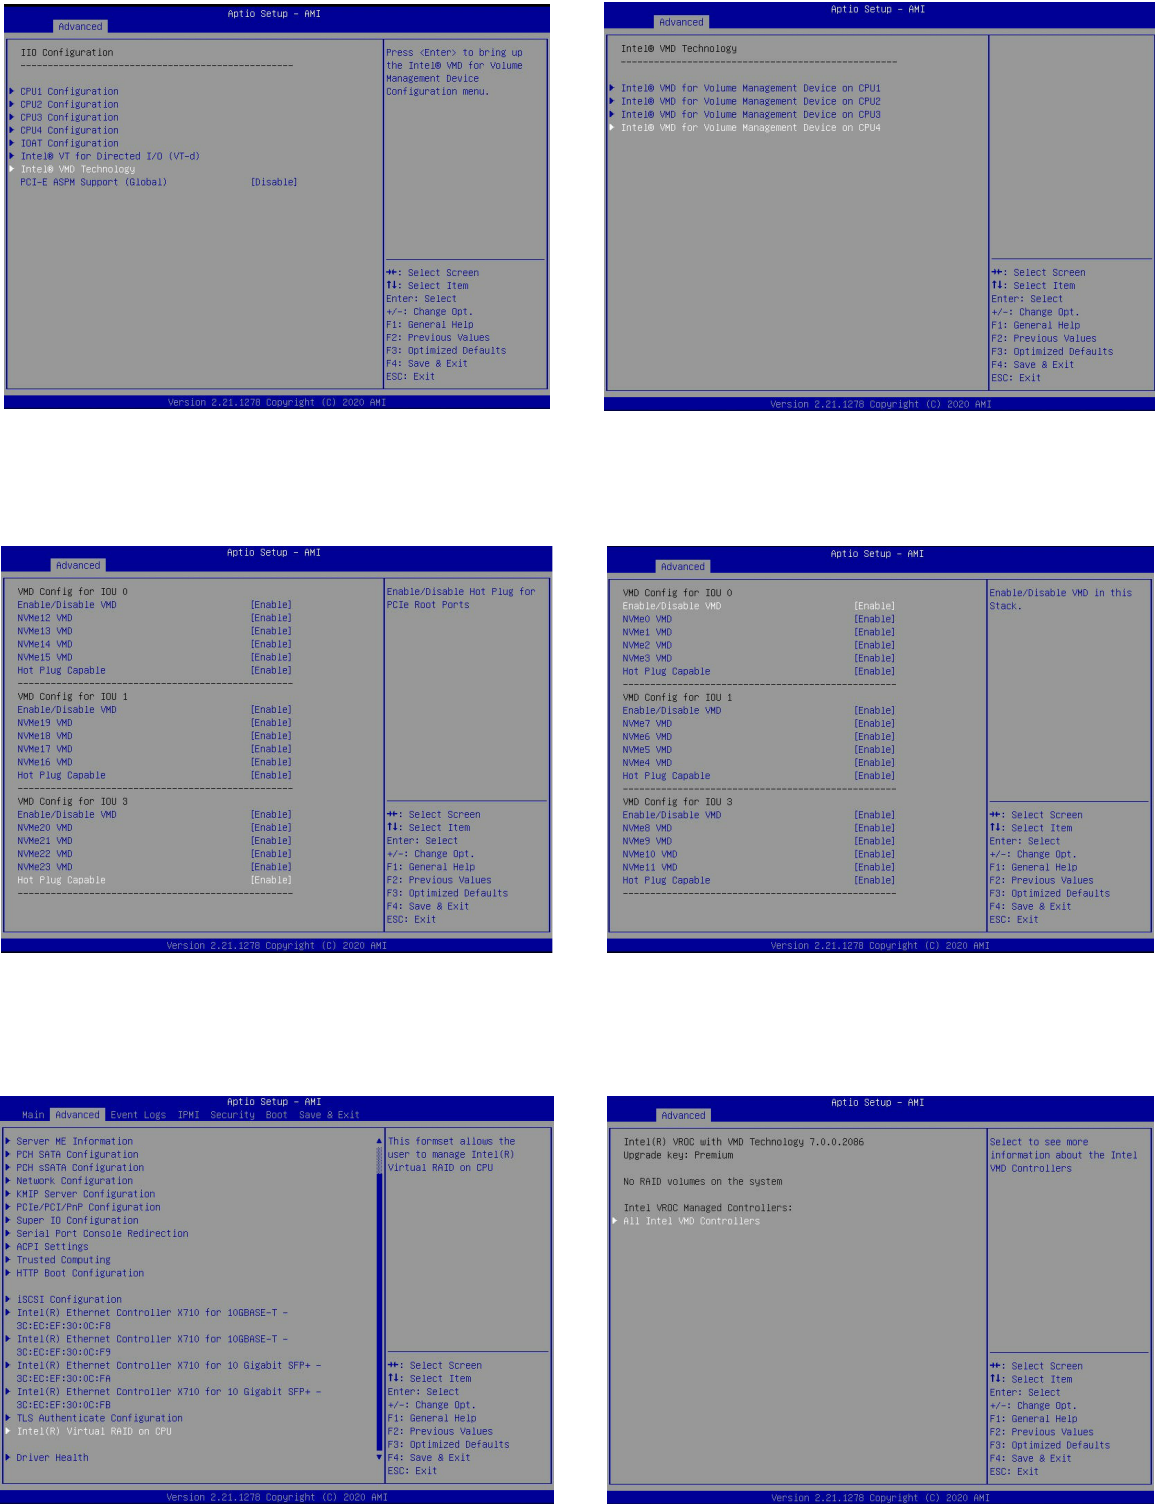 Aptio Setup – AMI
Advanced
IIO Configuration
--------------------------------------------------
CPU1 Configuration
CPU2 Configuration
CPU3 Configuration
CPU4 Configuration
IOAT Configuration
Intel® VT for Directed I/O (VT-d)
Intel® VMD Technology
PCI-E ASPM Support (Global) [Disable]
Press <Enter> to bring up
the Intel® VMD for Volume
Management Device
Configuration menu.
→←: Select Screen
↑↓: Select Item
Enter: Select
+/-: Change Opt.
F1: General Help
F2: Previous Values
F3: Optimized Defaults
F4: Save & Exit
ESC: Exit
Version 2.21.1278 Copyright (C) 2020 AMI
Aptio Setup – AMI
Advanced
Intel® VMD Technology
--------------------------------------------------
Intel® VMD for Volume Management Device on CPU1
Intel® VMD for Volume Management Device on CPU2
Intel® VMD for Volume Management Device on CPU3
Intel® VMD for Volume Management Device on CPU4
→←: Select Screen
↑↓: Select Item
Enter: Select
+/-: Change Opt.
F1: General Help
F2: Previous Values
F3: Optimized Defaults
F4: Save & Exit
ESC: Exit
Version 2.21.1278 Copyright (C) 2020 AMI
Aptio Setup – AMI
Advanced
VMD Config for IOU 0
Enable/Disable VMD [Enable]
NVMe12 VMD [Enable]
NVMe13 VMD [Enable]
NVMe14 VMD [Enable]
NVMe15 VMD [Enable]
Hot Plug Capable [Enable]
--------------------------------------------------
VMD Config for IOU 1
Enable/Disable VMD [Enable]
NVMe19 VMD [Enable]
NVMe18 VMD [Enable]
NVMe17 VMD [Enable]
NVMe16 VMD [Enable]
Hot Plug Capable [Enable]
--------------------------------------------------
VMD Config for IOU 3
Enable/Disable VMD [Enable]
NVMe20 VMD [Enable]
NVMe21 VMD [Enable]
NVMe22 VMD [Enable]
NVMe23 VMD [Enable]
Hot Plug Capable [Enable]
--------------------------------------------------
Enable/Disable Hot Plug for
PCIe Root Ports
→←: Select Screen
↑↓: Select Item
Enter: Select
+/-: Change Opt.
F1: General Help
F2: Previous Values
F3: Optimized Defaults
F4: Save & Exit
ESC: Exit
Version 2.21.1278 Copyright (C) 2020 AMI
Aptio Setup – AMI
Advanced
VMD Config for IOU 0
Enable/Disable VMD [Enable]
NVMe0 VMD [Enable]
NVMe1 VMD [Enable]
NVMe2 VMD [Enable]
NVMe3 VMD [Enable]
Hot Plug Capable [Enable]
--------------------------------------------------
VMD Config for IOU 1
Enable/Disable VMD [Enable]
NVMe7 VMD [Enable]
NVMe6 VMD [Enable]
NVMe5 VMD [Enable]
NVMe4 VMD [Enable]
Hot Plug Capable [Enable]
--------------------------------------------------
VMD Config for IOU 3
Enable/Disable VMD [Enable]
NVMe8 VMD [Enable]
NVMe9 VMD [Enable]
NVMe10 VMD [Enable]
NVMe11 VMD [Enable]
Hot Plug Capable [Enable]
--------------------------------------------------
Enable/Disable VMD in this
Stack.
→←: Select Screen
↑↓: Select Item
Enter: Select
+/-: Change Opt.
F1: General Help
F2: Previous Values
F3: Optimized Defaults
F4: Save & Exit
ESC: Exit
Version 2.21.1278 Copyright (C) 2020 AMI
Aptio Setup – AMI
Main Advanced Event Logs IPMI Security Boot Save & Exit
Server ME Information
PCH SATA Configuration
PCH sSATA Configuration
Network Configuration
KMIP Server Configuration
PCIe/PCI/PnP Configuration
Super IO Configuration
Serial Port Console Redirection
ACPI Settings
Trusted Computing
HTTP Boot Configuration
iSCSI Configuration
Intel(R) Ethernet Controller X710 for 10GBASE-T –
3C:EC:EF:30:0C:F8
Intel(R) Ethernet Controller X710 for 10GBASE-T –
3C:EC:EF:30:0C:F9
Intel(R) Ethernet Controller X710 for 10 Gigabit SFP+ –
3C:EC:EF:30:0C:FA
Intel(R) Ethernet Controller X710 for 10 Gigabit SFP+ –
3C:EC:EF:30:0C:FB
TLS Authenticate Configuration
Intel(R) Virtual RAID on CPU
Driver Health
This formset allows the
user to manage Intel(R)
Virtual RAID on CPU
→←: Select Screen
↑↓: Select Item
Enter: Select
+/-: Change Opt.
F1: General Help
F2: Previous Values
F3: Optimized Defaults
F4: Save & Exit
ESC: Exit
Version 2.21.1278 Copyright (C) 2020 AMI
Aptio Setup – AMI
Advanced
Intel(R) VROC with VMD Technology 7.0.0.2086
Upgrade key: Premium
No RAID volumes on the system
Intel VROC Managed Controllers:
All Intel VMD Controllers
Select to see more
information about the Intel
VMD Controllers
→←: Select Screen
↑↓: Select Item
Enter: Select
+/-: Change Opt.
F1: General Help
F2: Previous Values
F3: Optimized Defaults
F4: Save & Exit
ESC: Exit
Version 2.21.1278 Copyright (C) 2020 AMI